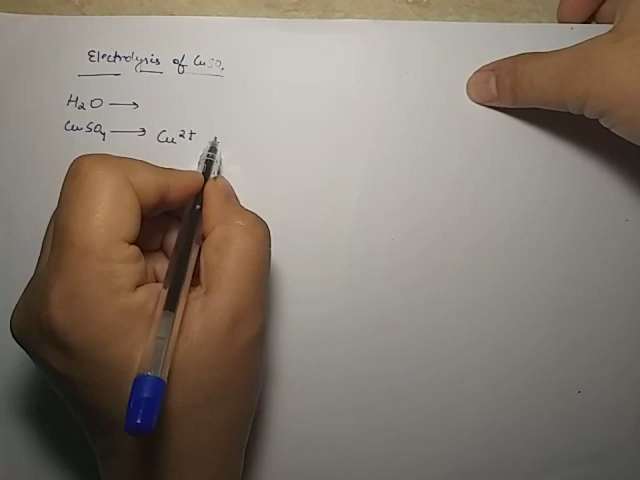 Electrolysis of CuSO₄
H₂O ⟶
CuSO₄ ⟶ Cu²⁺